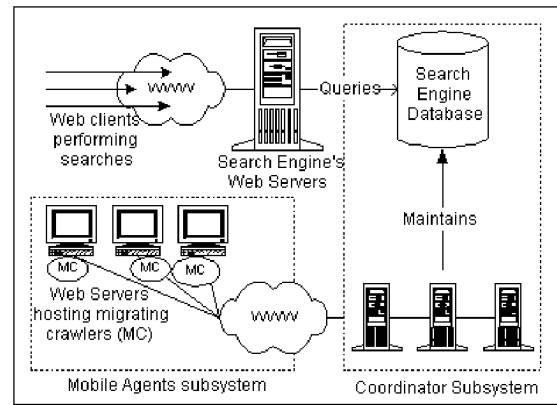 WWW
Web clients
performing
searches
Search Engine's
Web Servers
Queries
Search
Engine
Database
Maintains
MC
MC
MC
Web Servers
hosting migrating
crawlers (MC)
WWW
Mobile Agents subsystem
Coordinator Subsystem